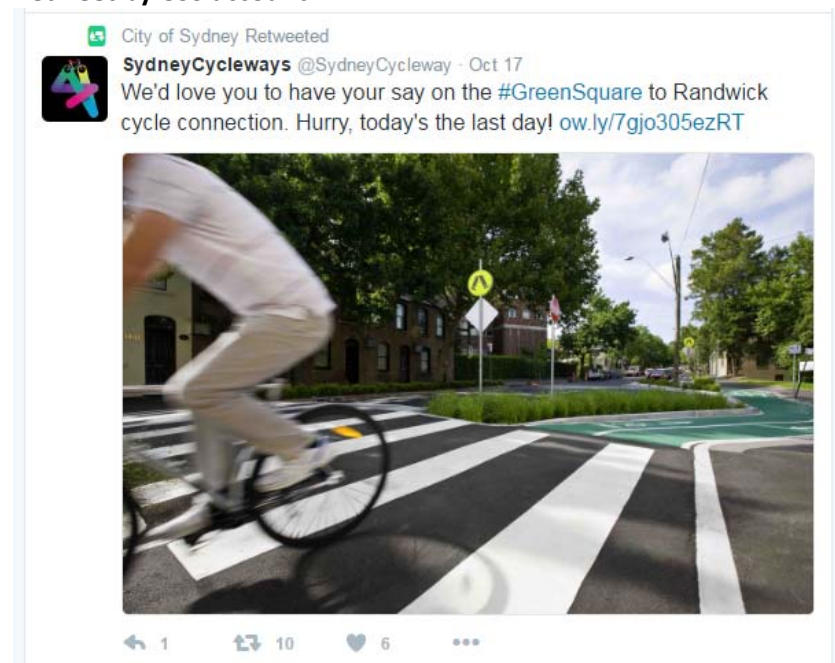 City of Sydney Retweeted
SydneyCycleways @SydneyCycleway · Oct 17
We'd love you to have your say on the #GreenSquare to Randwick
cycle connection. Hurry, today's the last day! ow.ly/7gjo305ezRT
1 10 6